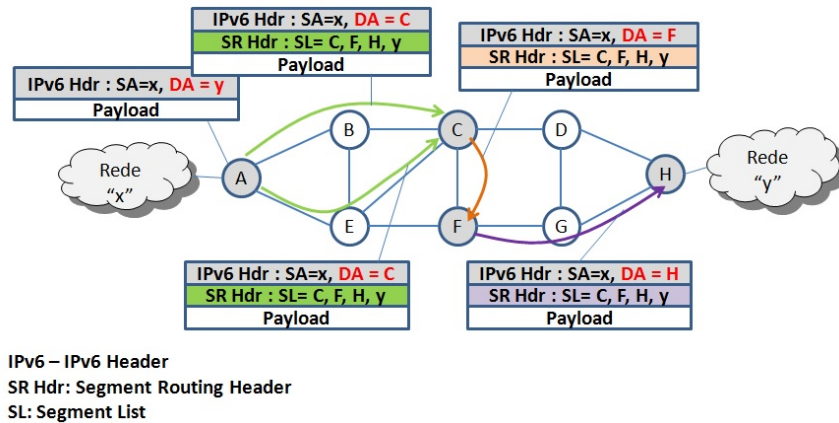 IPv6 Hdr : SA=x, DA = C
SR Hdr : SL= C, F, H, y
Payload
IPv6 Hdr : SA=x, DA = F
SR Hdr : SL= C, F, H, y
Payload
IPv6 Hdr : SA=x, DA = y
Payload
B
C
D
Rede
"x"
A
H
Rede
"y"
E
F
G
IPv6 Hdr : SA=x, DA = C
SR Hdr : SL= C, F, H, y
Payload
IPv6 Hdr : SA=x, DA = H
SR Hdr : SL= C, F, H, y
Payload
IPv6 – IPv6 Header
SR Hdr: Segment Routing Header
SL: Segment List